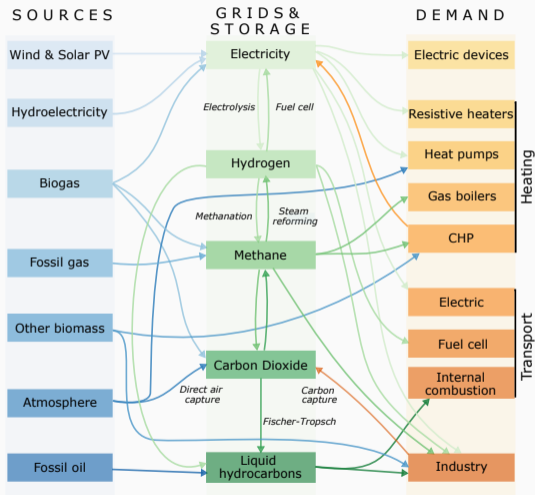 SOURCES
GRIDS &
STORAGE
DEMAND
Wind & Solar PV
Electricity
Electric devices
Hydroelectricity
Electrolysis
Fuel cell
Resistive heaters
Heat pumps
Heating
Biogas
Hydrogen
Gas boilers
Methanation
Steam
reforming
CHP
Fossil gas
Methane
Electric
Transport
Other biomass
Fuel cell
Carbon Dioxide
Internal
combustion
Atmosphere
Direct air
capture
Carbon
capture
Fischer-Tropsch
Fossil oil
Liquid
hydrocarbons
Industry